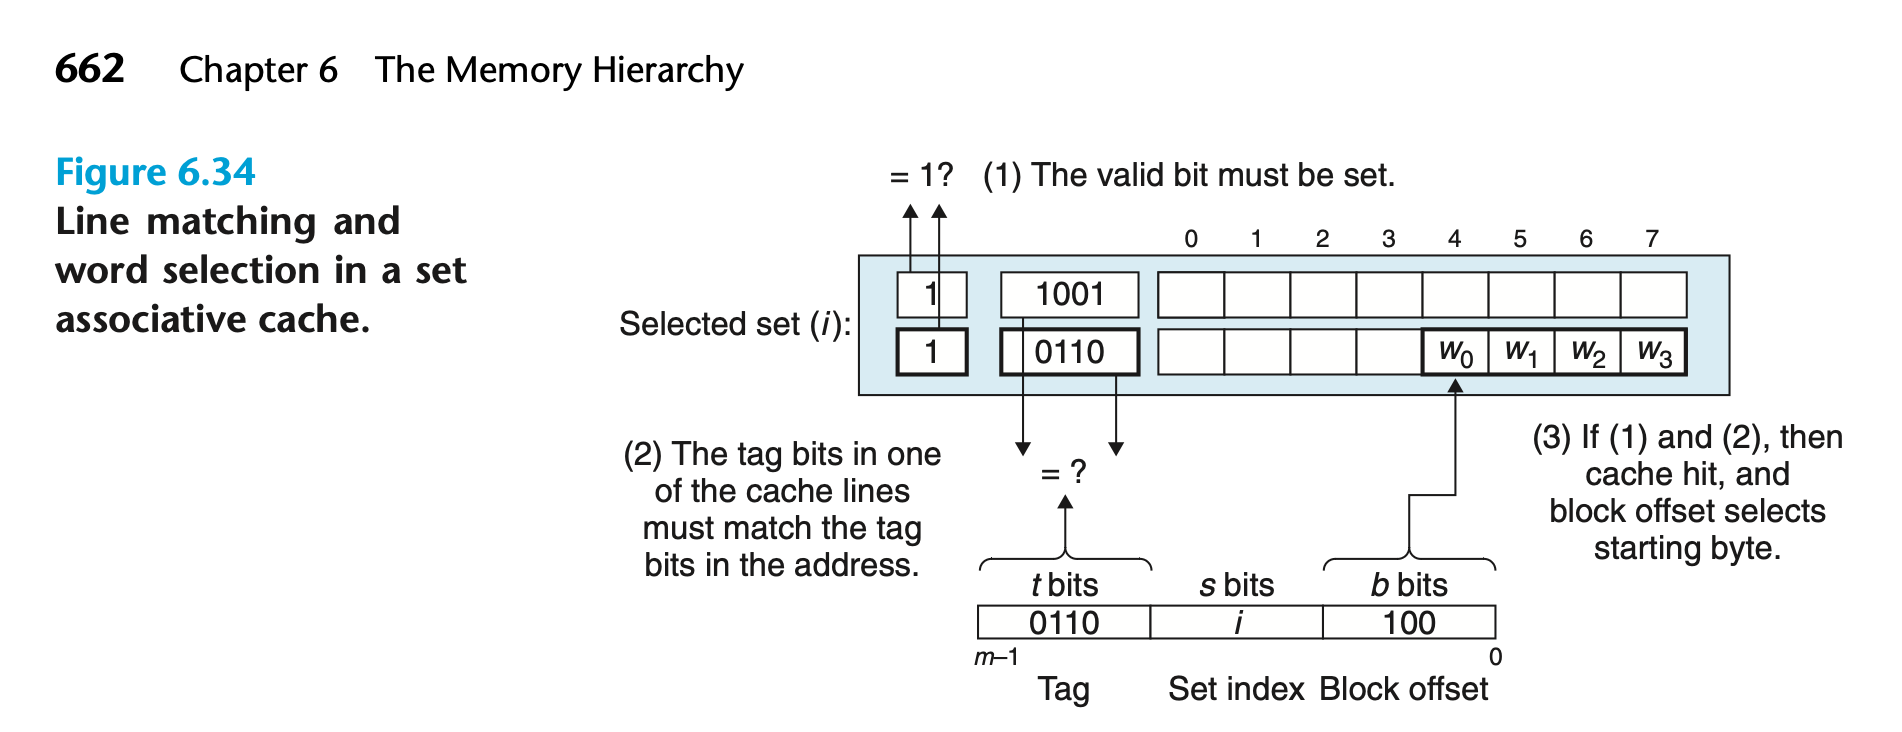 662 Chapter 6 The Memory Hierarchy
Figure 6.34
Line matching and
word selection in a set
associative cache.
= 1? (1) The valid bit must be set.
0 1 2 3 4 5 6 7
1 1001
Selected set (i):
1 0110 w0 w1 w2 w3
(2) The tag bits in one
of the cache lines
must match the tag
bits in the address.
= ?
(3) If (1) and (2), then
cache hit, and
block offset selects
starting byte.
t bits s bits b bits
0110 i 100
m–1 0
Tag Set index Block offset